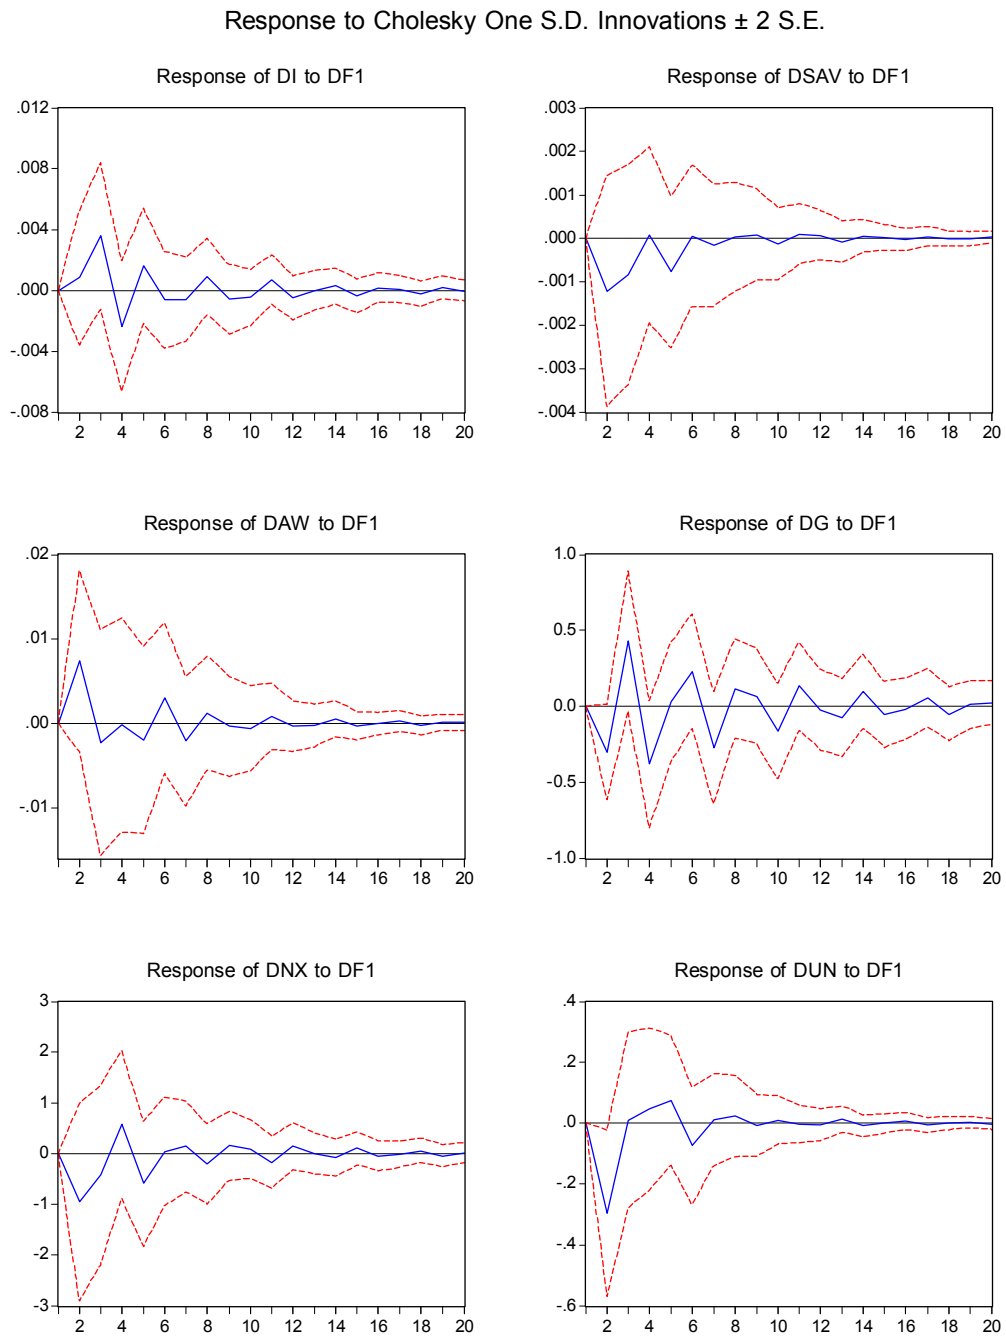 Response to Cholesky One S.D. Innovations ± 2 S.E.
Response of DI to DF1
.012
.008
.004
.000
-.004
-.008
2 4 6 8 10 12 14 16 18 20
Response of DSAV to DF1
.003
.002
.001
.000
-.001
-.002
-.003
-.004
2 4 6 8 10 12 14 16 18 20
Response of DAW to DF1
.02
.01
.00
-.01
2 4 6 8 10 12 14 16 18 20
Response of DG to DF1
1.0
0.5
0.0
-0.5
-1.0
2 4 6 8 10 12 14 16 18 20
Response of DNX to DF1
3
2
1
0
-1
-2
-3
2 4 6 8 10 12 14 16 18 20
Response of DUN to DF1
.4
.2
.0
-.2
-.4
-.6
2 4 6 8 10 12 14 16 18 20